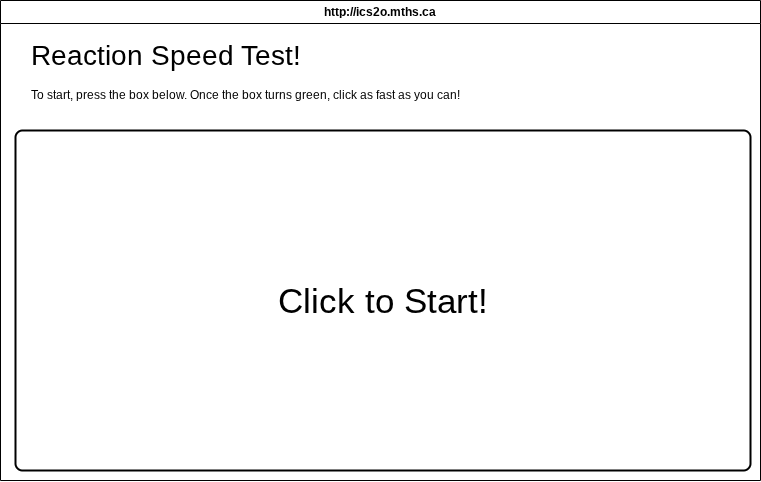 http://ics2o.mths.ca
Reaction Speed Test!
To start, press the box below. Once the box turns green, click as fast as you can!
Click to Start!